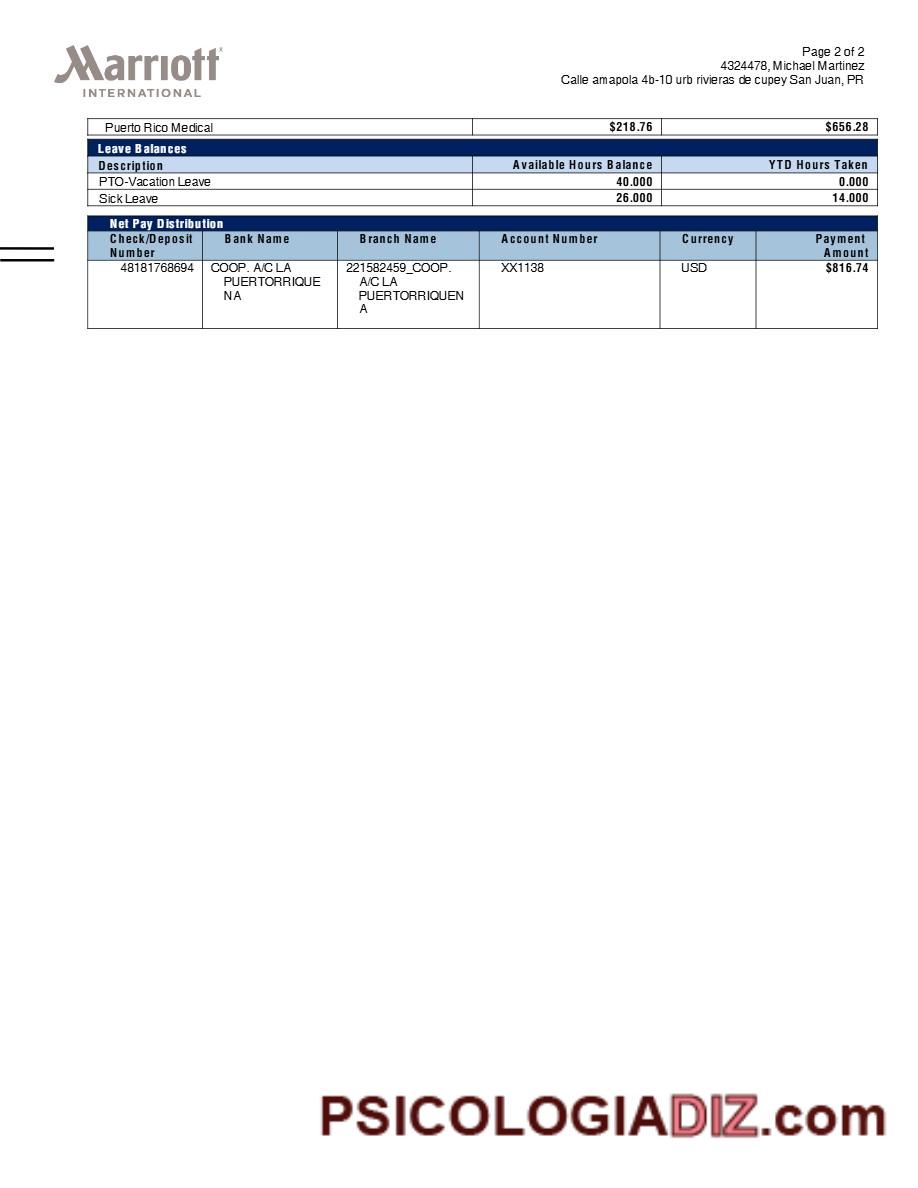 Marriott
INTERNATIONAL
Page 2 of 2
4324478, Michael Martinez
Calle amapola 4b-10 urb rivieras de cupey San Juan, PR
Puerto Rico Medical $218.76 $656.28
Leave Balances
Description Available Hours Balance YTD Hours Taken
PTO-Vacation Leave 40.000 0.000
Sick Leave 26.000 14.000
Net Pay Distribution
Check/Deposit Bank Name Branch Name Account Number Currency Payment
Number Amount
48181768694 COOP. A/C LA 221582459_COOP. XX1138 USD $816.74
PUERTORRIQUE A/C LA
NA PUERTORRIQUEN
A
PSICOLOGIADIZ.com